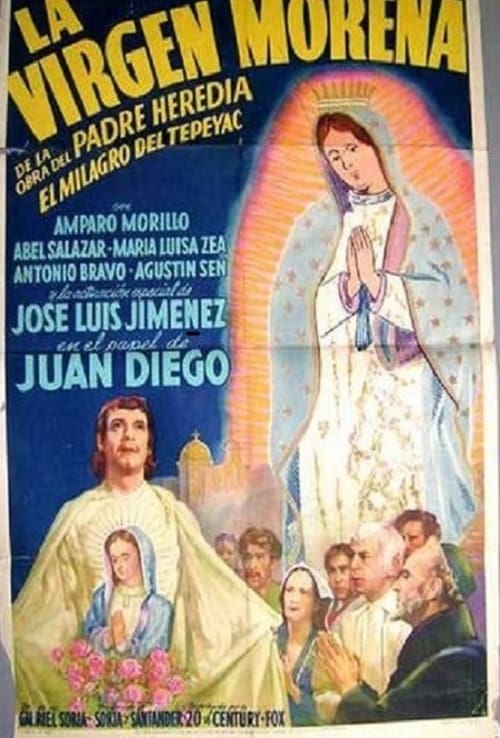 LA
VIRGEN MORENA
DE LA
OBRA DEL PADRE HEREDIA
EL MILAGRO DEL TEPEYAC
con
AMPARO MORILLO
ABEL SALAZAR - MARIA LUISA ZEA
ANTONIO BRAVO - AGUSTIN SEN
y la actuación especial de
JOSE LUIS JIMENEZ
en el papel de
JUAN DIEGO
GABRIEL SORIA - SORIA Y SANTANDER - 20 CENTURY-FOX